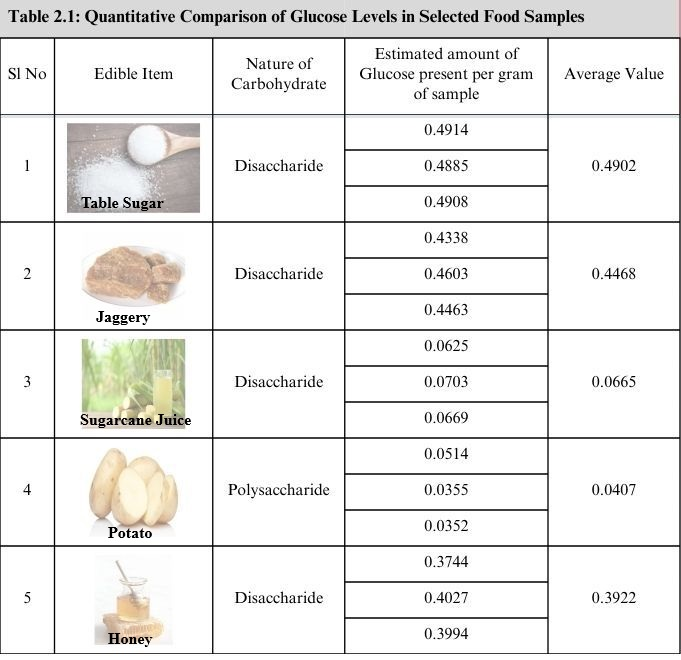 Table 2.1: Quantitative Comparison of Glucose Levels in Selected Food Samples
Sl No
Edible Item
Nature of
Carbohydrate
Estimated amount of
Glucose present per gram
of sample
Average Value
1
Table Sugar
Disaccharide
0.4914
0.4885
0.4908
0.4902
2
Jaggery
Disaccharide
0.4338
0.4603
0.4463
0.4468
3
Sugarcane Juice
Disaccharide
0.0625
0.0703
0.0669
0.0665
4
Potato
Polysaccharide
0.0514
0.0355
0.0352
0.0407
5
Honey
Disaccharide
0.3744
0.4027
0.3994
0.3922